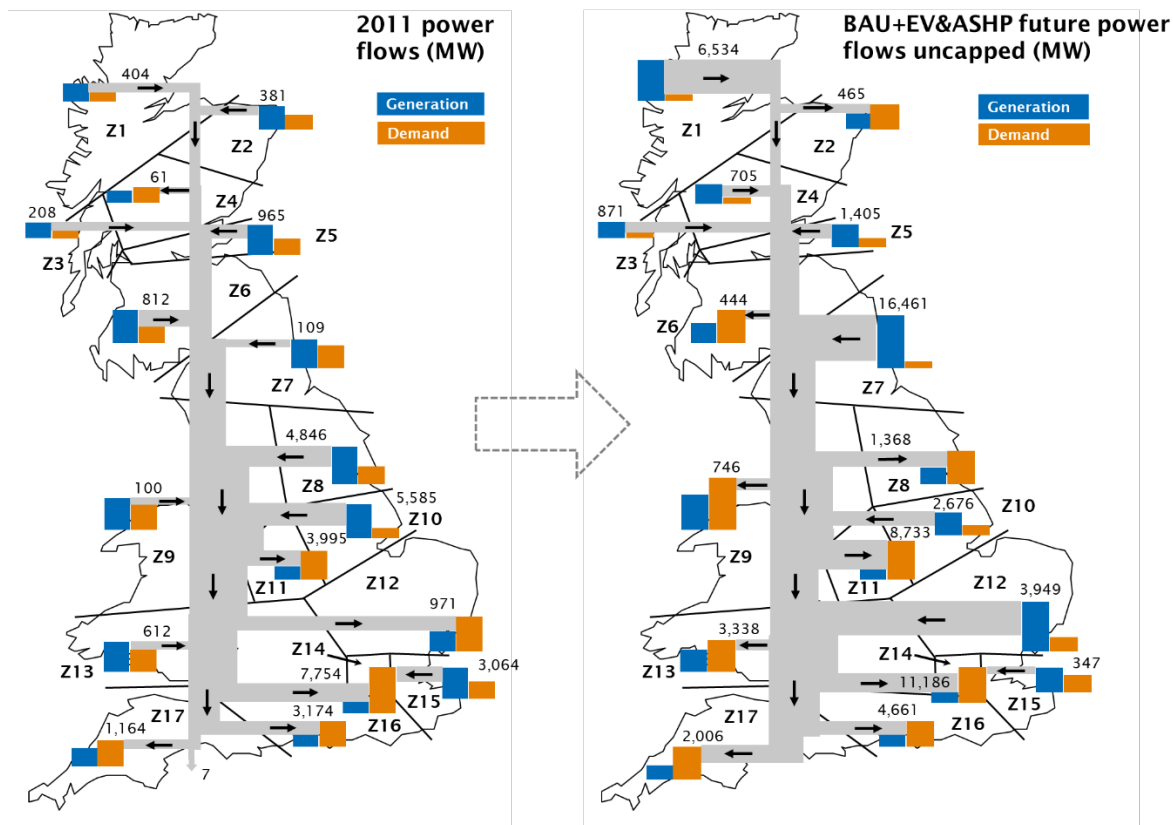 2011 power
flows (MW)
404
381
Generation
Demand
Z1
Z2
61
Z4
208
965
Z5
Z3
Z6
812
109
Z7
4,846
Z8
5,585
100
Z10
3,995
Z9
Z11
Z12
971
612
Z14
Z13
7,754
3,064
Z15
3,174
Z17
Z16
1,164
7
BAU+EV&ASHP future power
flows uncapped (MW)
6,534
465
Generation
Demand
Z1
Z2
705
Z4
871
1,405
Z5
Z3
444
16,461
Z6
Z7
1,368
746
Z8
2,676
Z10
8,733
Z9
Z11
Z12
3,949
3,338
Z14
Z13
347
11,186
Z15
4,661
Z17
Z16
2,006